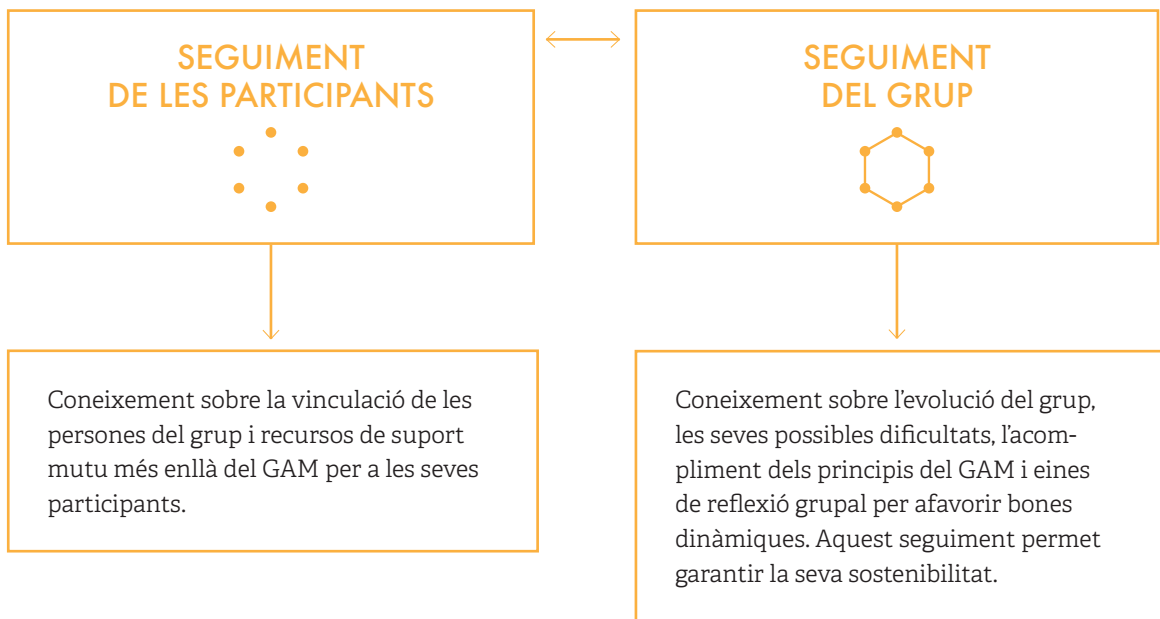 SEGUIMENT
DE LES PARTICIPANTS
SEGUIMENT
DEL GRUP
Coneixement sobre la vinculació de les
persones del grup i recursos de suport
mutu més enllà del GAM per a les seves
participants.
Coneixement sobre l’evolució del grup,
les seves possibles dificultats, l’acom-
pliment dels principis del GAM i eines
de reflexió grupal per afavorir bones
dinàmiques. Aquest seguiment permet
garantir la seva sostenibilitat.